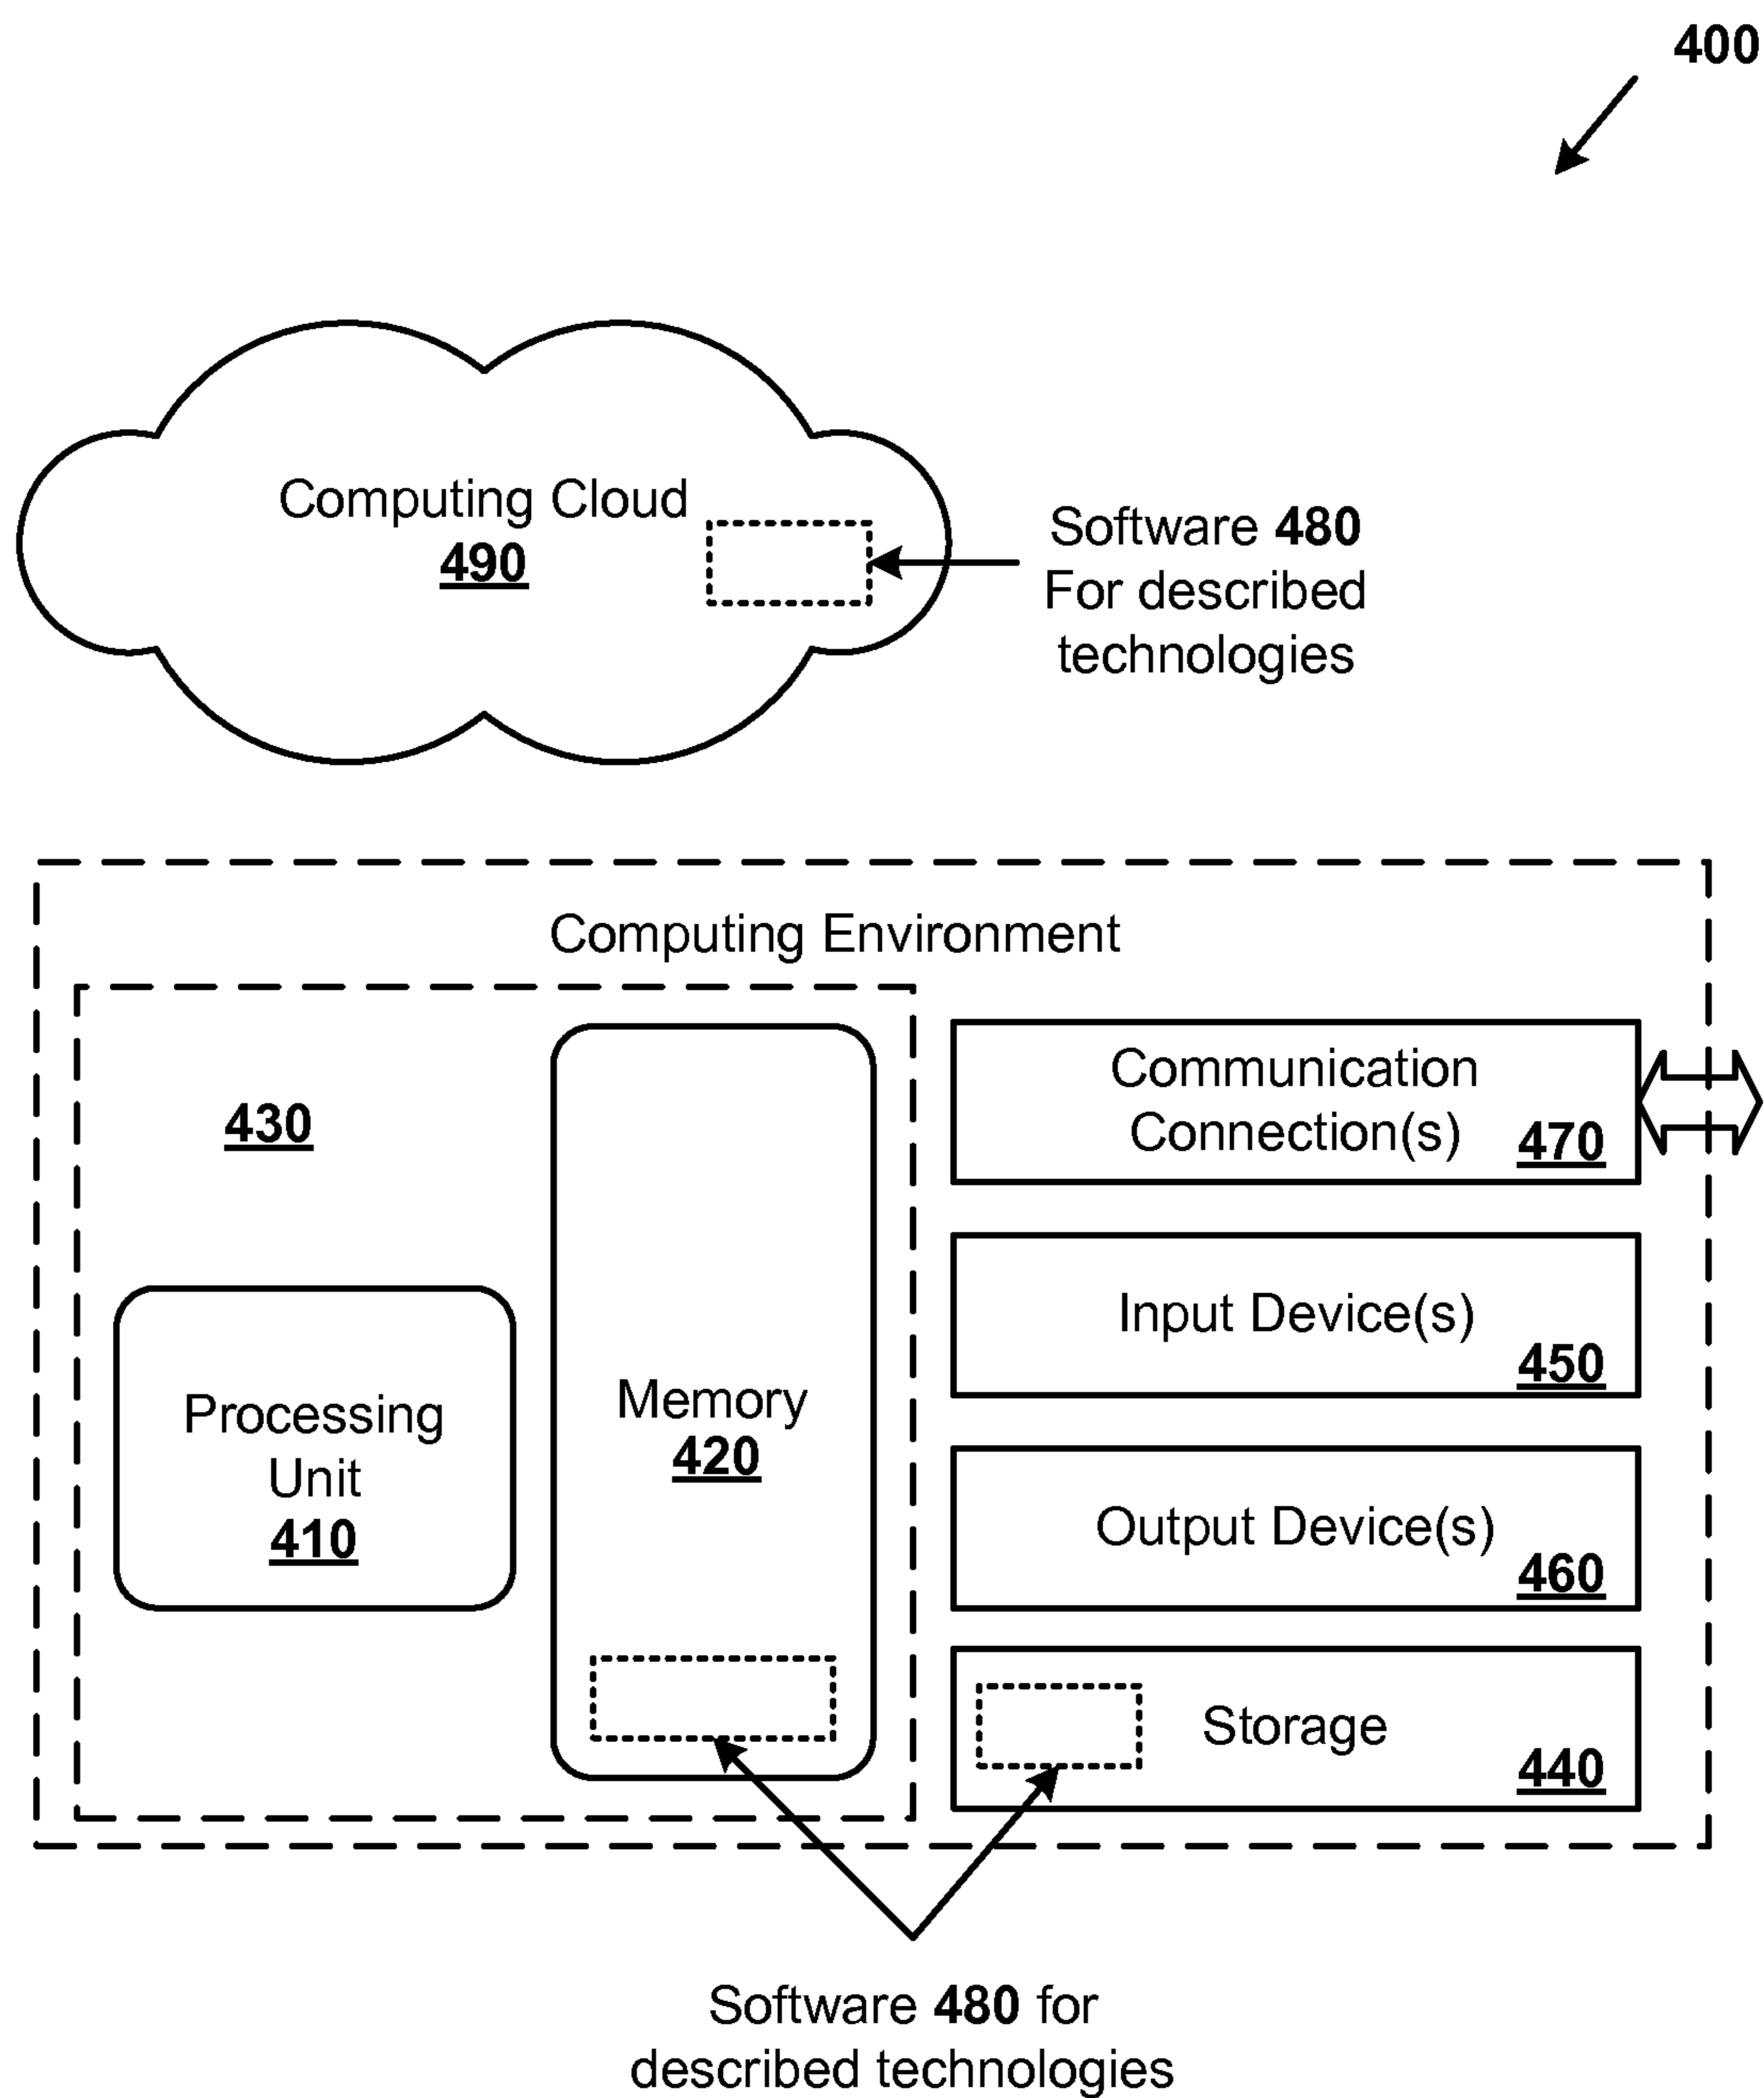 400
Computing Cloud
490
Software 480
For described
technologies
Computing Environment
430
Processing
Unit
410
Memory
420
Communication
Connection(s)
470
Input Device(s)
450
Output Device(s)
460
Storage
440
Software 480 for
described technologies